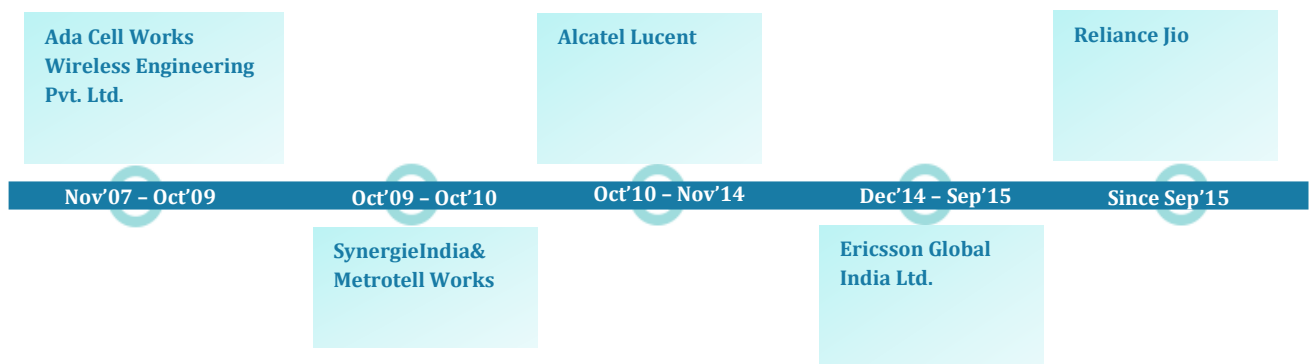 Ada Cell Works
Wireless Engineering
Pvt. Ltd.
Alcatel Lucent
Reliance Jio
Nov’07 – Oct’09
Oct’09 – Oct’10
Oct’10 – Nov’14
Dec’14 – Sep’15
Since Sep’15
SynergieIndia&
Metrotell Works
Ericsson Global
India Ltd.